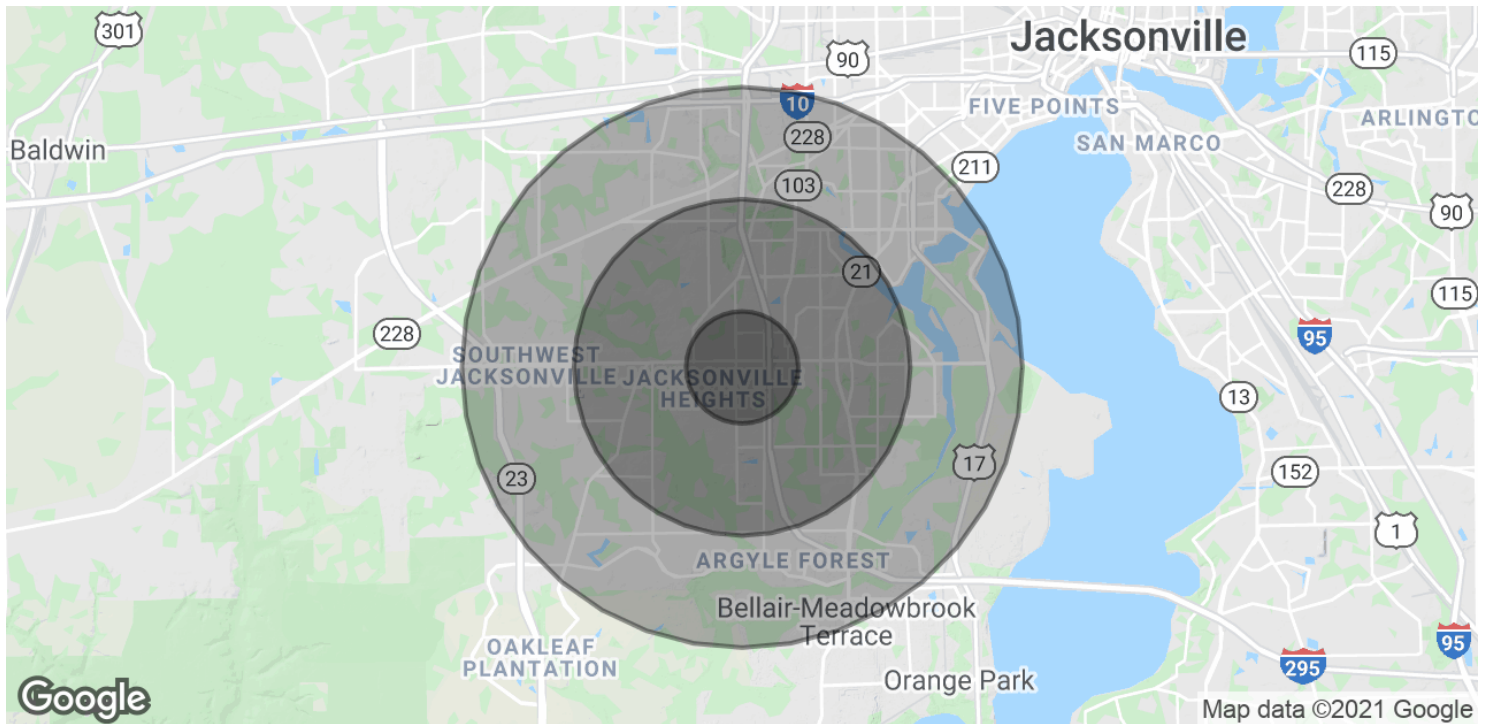 301
Jacksonville
115
90
10
FIVE POINTS
ARLINGTO
228
SAN MARCO
Baldwin
211
103
228
90
21
115
228
95
SOUTHWEST
JACKSONVILLE
JACKSONVILLE
HEIGHTS
13
17
152
23
1
ARGYLE FOREST
Bellair-Meadowbrook
Terrace
OAKLEAF
PLANTATION
95
295
Orange Park
Google
Map data ©2021 Google